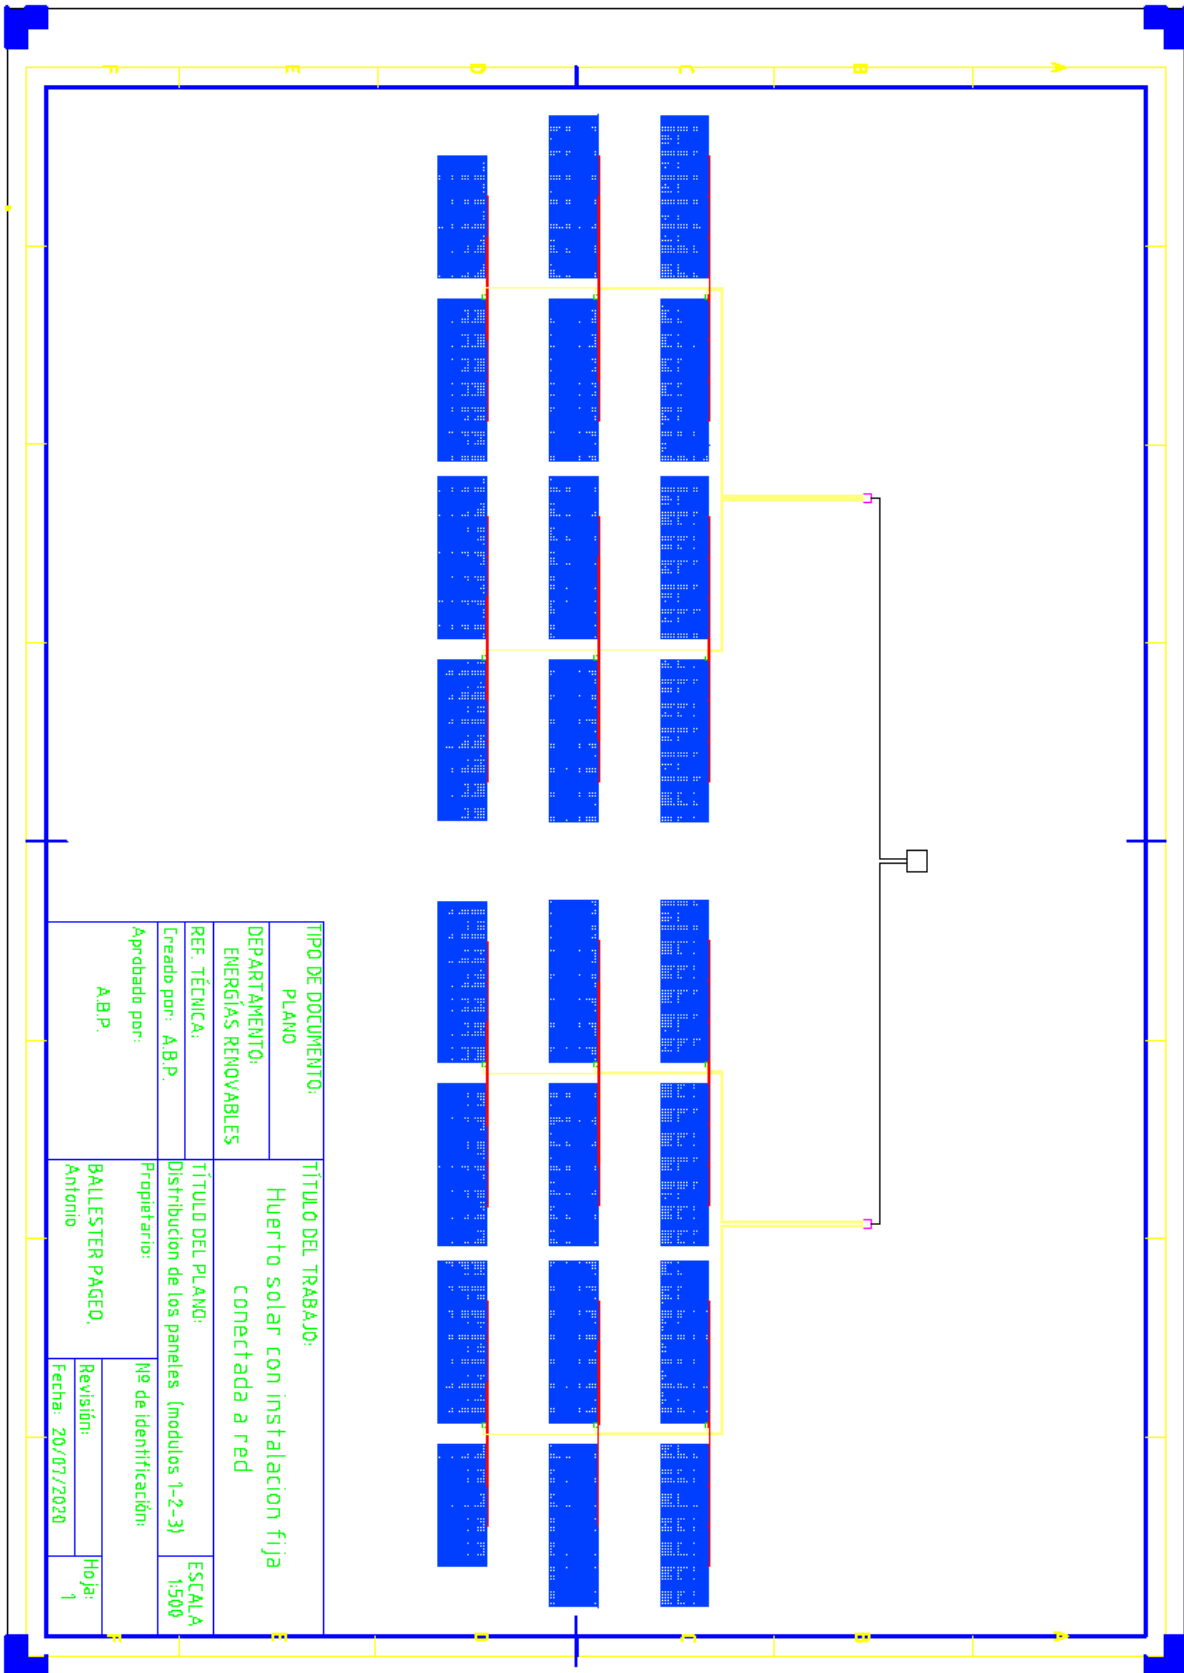 A
B
C
D
E
F
A
B
C
D
E
F
TIPO DE DOCUMENTO:
PLANO
DEPARTAMENTO:
ENERGÍAS RENOVABLES
REF. TÉCNICA:
Creado por: A.B.P.
Aprobado por:
A.B.P.
TÍTULO DEL TRABAJO:
Huerto solar con instalacion fija
conectada a red
TÍTULO DEL PLANO:
Distribucion de los paneles (modulos 1-2-3)
ESCALA
1:500
Propietario:
BALLESTER PAGEO,
Antonio
Nº de identificación:
Revisión:
Fecha: 20/07/2020
Hoja:
1